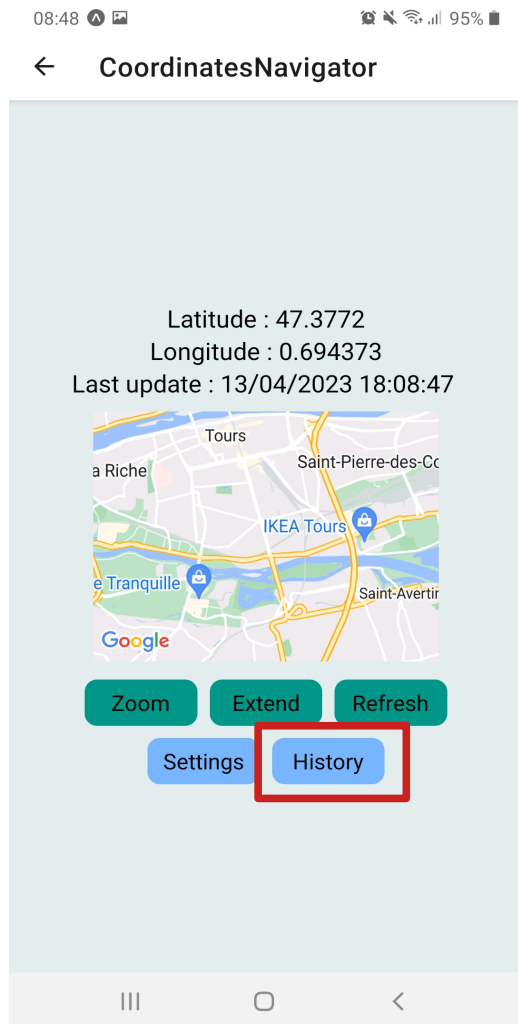 08:48 95%
CoordinatesNavigator
Latitude : 47.3772
Longitude : 0.694373
Last update : 13/04/2023 18:08:47
Tours
a Riche
Saint-Pierre-des-Co
IKEA Tours
e Tranquille
Saint-Avertin
Google
Zoom Extend Refresh
Settings History